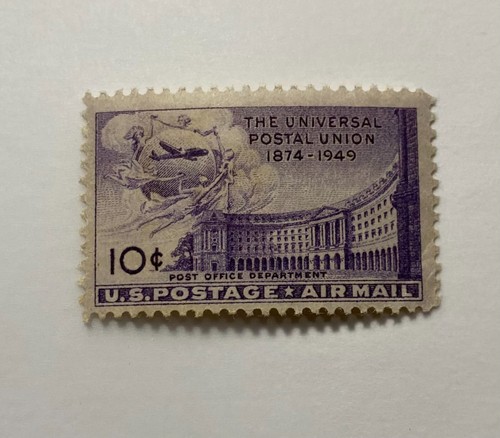 THE UNIVERSAL
POSTAL UNION
1874-1949
10¢
POST OFFICE DEPARTMENT
U.S. POSTAGE ★ AIR MAIL